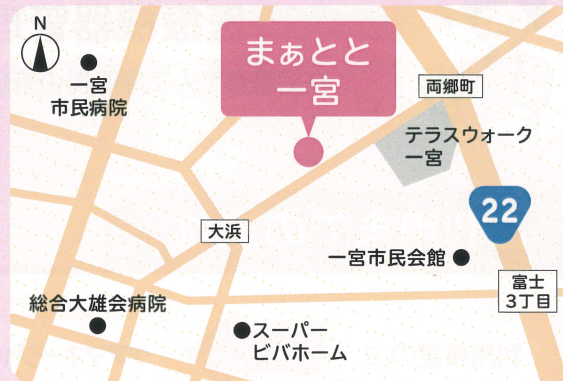 N
一宮
市民病院
まぁとと
一宮
両郷町
テラスウォーク
一宮
22
大浜
一宮市民会館
富士
3丁目
総合大雄会病院
スーパー
ビバホーム